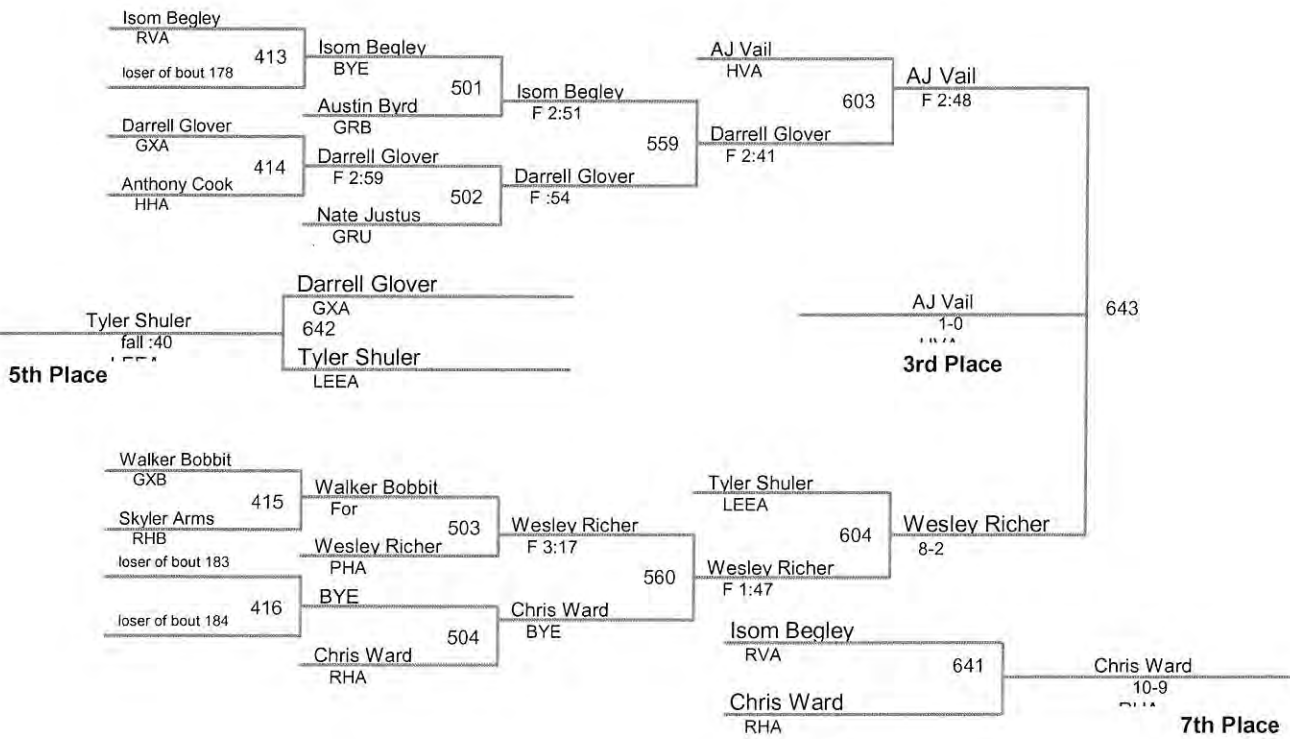 Isom Begley
RVA
413
loser of bout 178
Isom Begley
BYE
501
Austin Byrd
GRB
Isom Begley
F 2:51
Darrell Glover
GXA
414
Anthony Cook
HHA
Darrell Glover
F 2:59
502
Nate Justus
GRU
Darrell Glover
F :54
559
AJ Vail
HVA
603
Darrell Glover
F 2:41
AJ Vail
F 2:48
Darrell Glover
GXA
642
Tyler Shuler
LEEA
Tyler Shuler
fall :40
LEEA
5th Place
AJ Vail
1-0
HVA
3rd Place
643
Walker Bobbit
GXB
415
Skyler Arms
RHB
Walker Bobbit
For
503
Wesley Richer
PHA
Wesley Richer
F 3:17
loser of bout 183
416
loser of bout 184
BYE
504
Chris Ward
RHA
Chris Ward
BYE
560
Tyler Shuler
LEEA
604
Wesley Richer
F 1:47
Wesley Richer
8-2
Isom Begley
RVA
641
Chris Ward
RHA
Chris Ward
10-9
RHA
7th Place